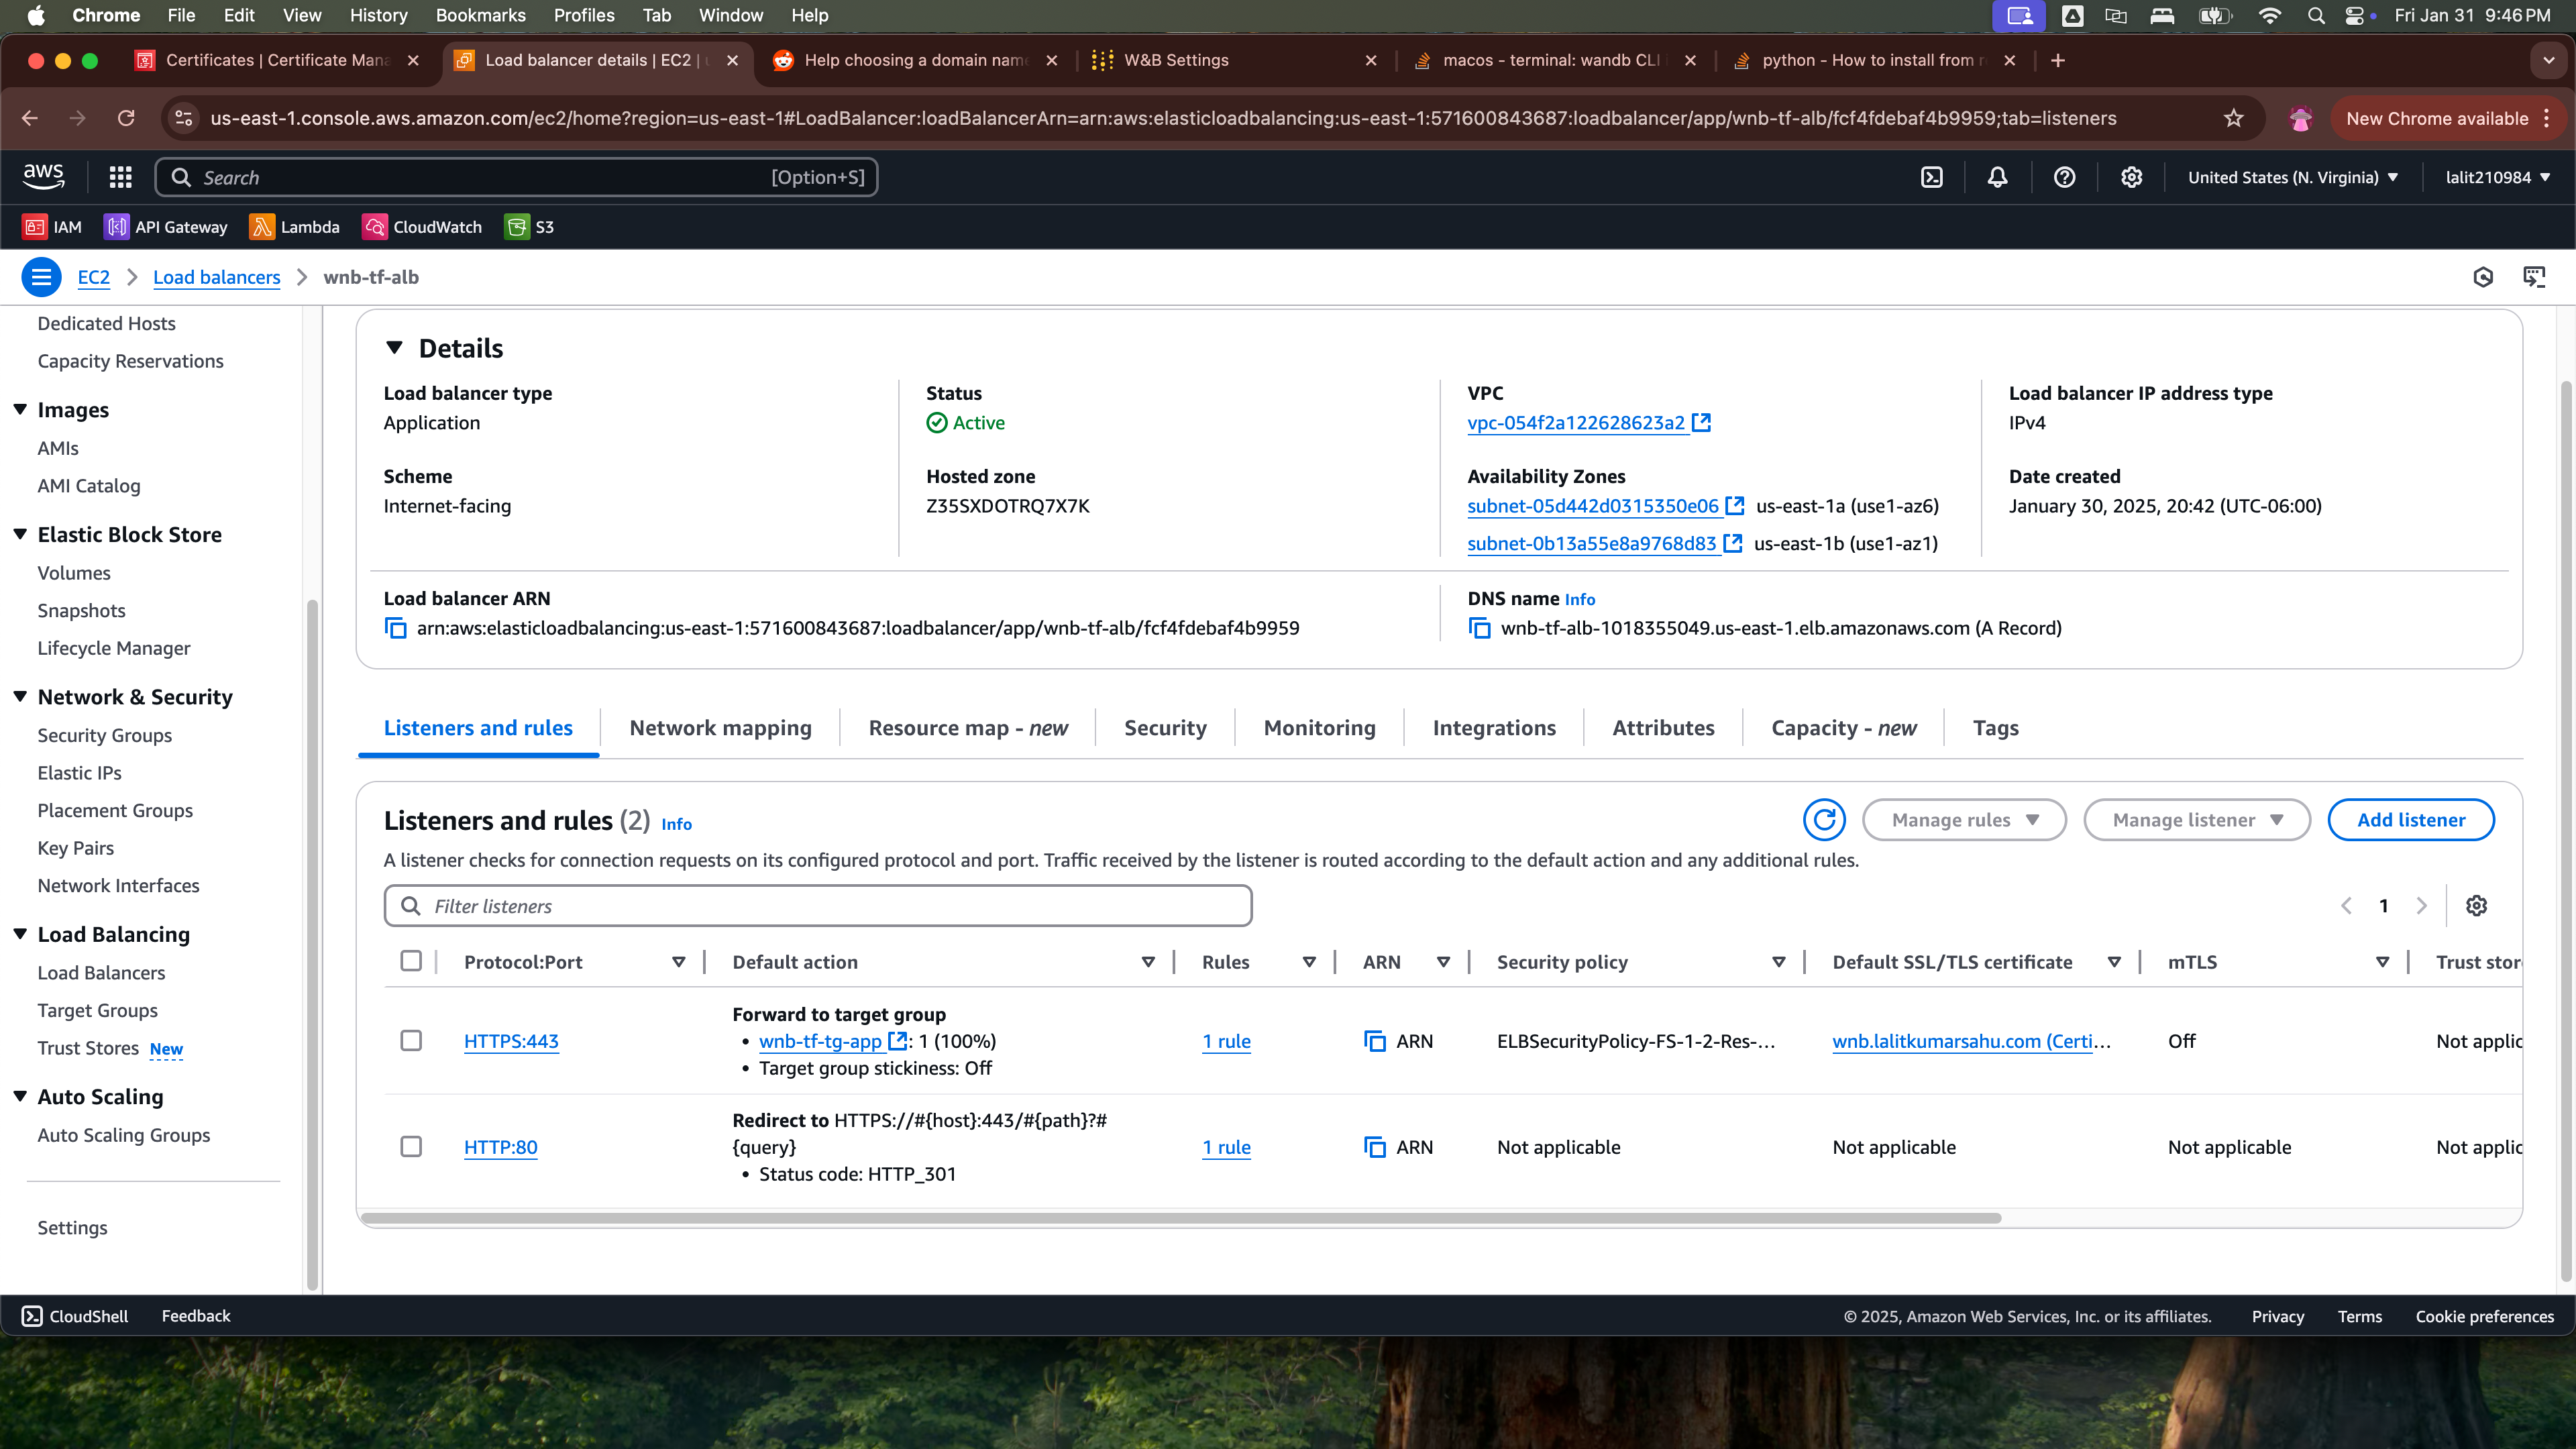 Chrome File Edit View History Bookmarks Profiles Tab Window Help Fri Jan 31 9:46 PM
Certificates | Certificate Mana Load balancer details | EC2 | Help choosing a domain name W&B Settings macos - terminal: wandb CLI python - How to install from r
us-east-1.console.aws.amazon.com/ec2/home?region=us-east-1#LoadBalancer:loadBalancerArn=arn:aws:elasticloadbalancing:us-east-1:571600843687:loadbalancer/app/wnb-tf-alb/fcf4fdebaf4b9959;tab=listeners New Chrome available
aws Search [Option+S] United States (N. Virginia) lalit210984
IAM API Gateway Lambda CloudWatch S3
EC2 Load balancers wnb-tf-alb
Dedicated Hosts
Capacity Reservations
Images
AMIs
AMI Catalog
Elastic Block Store
Volumes
Snapshots
Lifecycle Manager
Network & Security
Security Groups
Elastic IPs
Placement Groups
Key Pairs
Network Interfaces
Load Balancing
Load Balancers
Target Groups
Trust Stores New
Auto Scaling
Auto Scaling Groups
Settings
Details
Load balancer type
Application
Status
Active
VPC
vpc-054f2a122628623a2
Load balancer IP address type
IPv4
Scheme
Internet-facing
Hosted zone
Z35SXDOTRQ7X7K
Availability Zones
subnet-05d442d0315350e06 us-east-1a (use1-az6)
subnet-0b13a55e8a9768d83 us-east-1b (use1-az1)
Date created
January 30, 2025, 20:42 (UTC-06:00)
Load balancer ARN
arn:aws:elasticloadbalancing:us-east-1:571600843687:loadbalancer/app/wnb-tf-alb/fcf4fdebaf4b9959
DNS name Info
wnb-tf-alb-1018355049.us-east-1.elb.amazonaws.com (A Record)
Listeners and rules Network mapping Resource map - new Security Monitoring Integrations Attributes Capacity - new Tags
Listeners and rules (2) Info
Manage rules Manage listener Add listener
A listener checks for connection requests on its configured protocol and port. Traffic received by the listener is routed according to the default action and any additional rules.
Filter listeners
1
Protocol:Port Default action Rules ARN Security policy Default SSL/TLS certificate mTLS Trust stor
HTTPS:443
Forward to target group
• wnb-tf-tg-app : 1 (100%)
• Target group stickiness: Off
1 rule ARN ELBSecurityPolicy-FS-1-2-Res-... wnb.lalitkumarsahu.com (Certi... Off Not applic
HTTP:80
Redirect to HTTPS://#{host}:443/#{path}?#
{query}
• Status code: HTTP_301
1 rule ARN Not applicable Not applicable Not applicable Not applic
CloudShell Feedback © 2025, Amazon Web Services, Inc. or its affiliates. Privacy Terms Cookie preferences